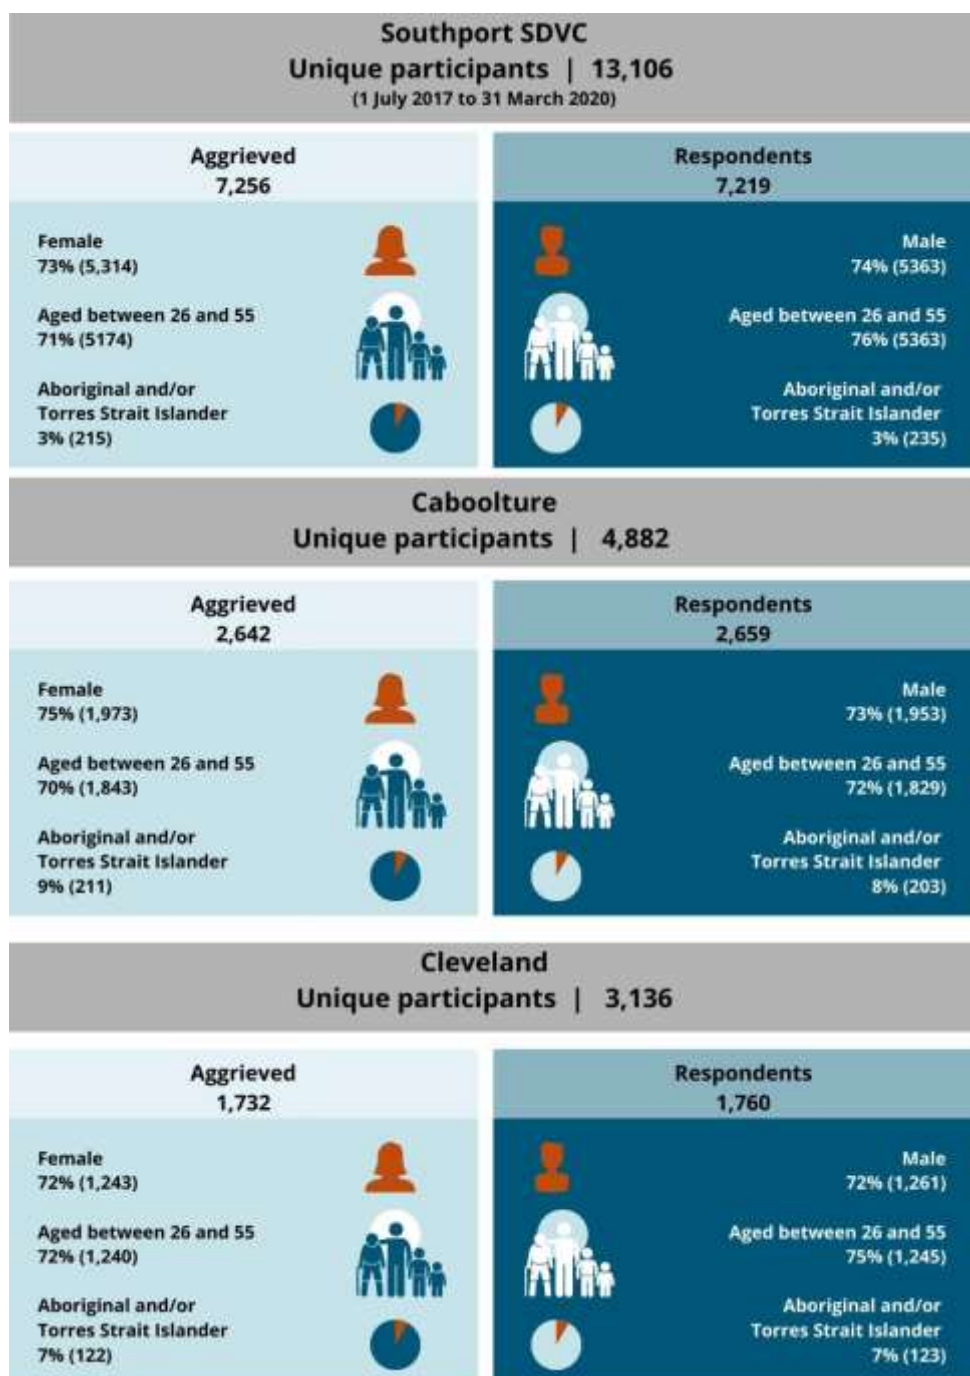 Southport SDVC
Unique participants | 13,106
(1 July 2017 to 31 March 2020)
Aggrieved
7,256
Female
73% (5,314)
Aged between 26 and 55
71% (5174)
Aboriginal and/or
Torres Strait Islander
3% (215)
Respondents
7,219
Male
74% (5363)
Aged between 26 and 55
76% (5363)
Aboriginal and/or
Torres Strait Islander
3% (235)
Caboolture
Unique participants | 4,882
Aggrieved
2,642
Female
75% (1,973)
Aged between 26 and 55
70% (1,843)
Aboriginal and/or
Torres Strait Islander
9% (211)
Respondents
2,659
Male
73% (1,953)
Aged between 26 and 55
72% (1,829)
Aboriginal and/or
Torres Strait Islander
8% (203)
Cleveland
Unique participants | 3,136
Aggrieved
1,732
Female
72% (1,243)
Aged between 26 and 55
72% (1,240)
Aboriginal and/or
Torres Strait Islander
7% (122)
Respondents
1,760
Male
72% (1,261)
Aged between 26 and 55
75% (1,245)
Aboriginal and/or
Torres Strait Islander
7% (123)